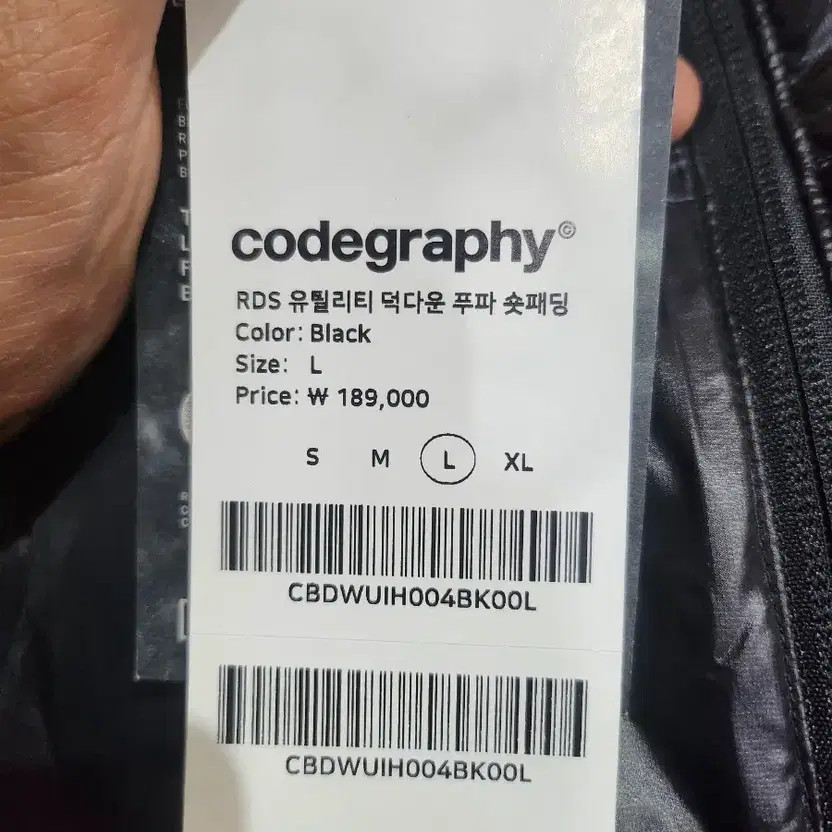 codegraphy©
RDS 유틸리티 덕다운 푸파 숏패딩
Color: Black
Size: L
Price: ₩ 189,000
S M L XL
CBDWUIH004BK00L
CBDWUIH004BK00L